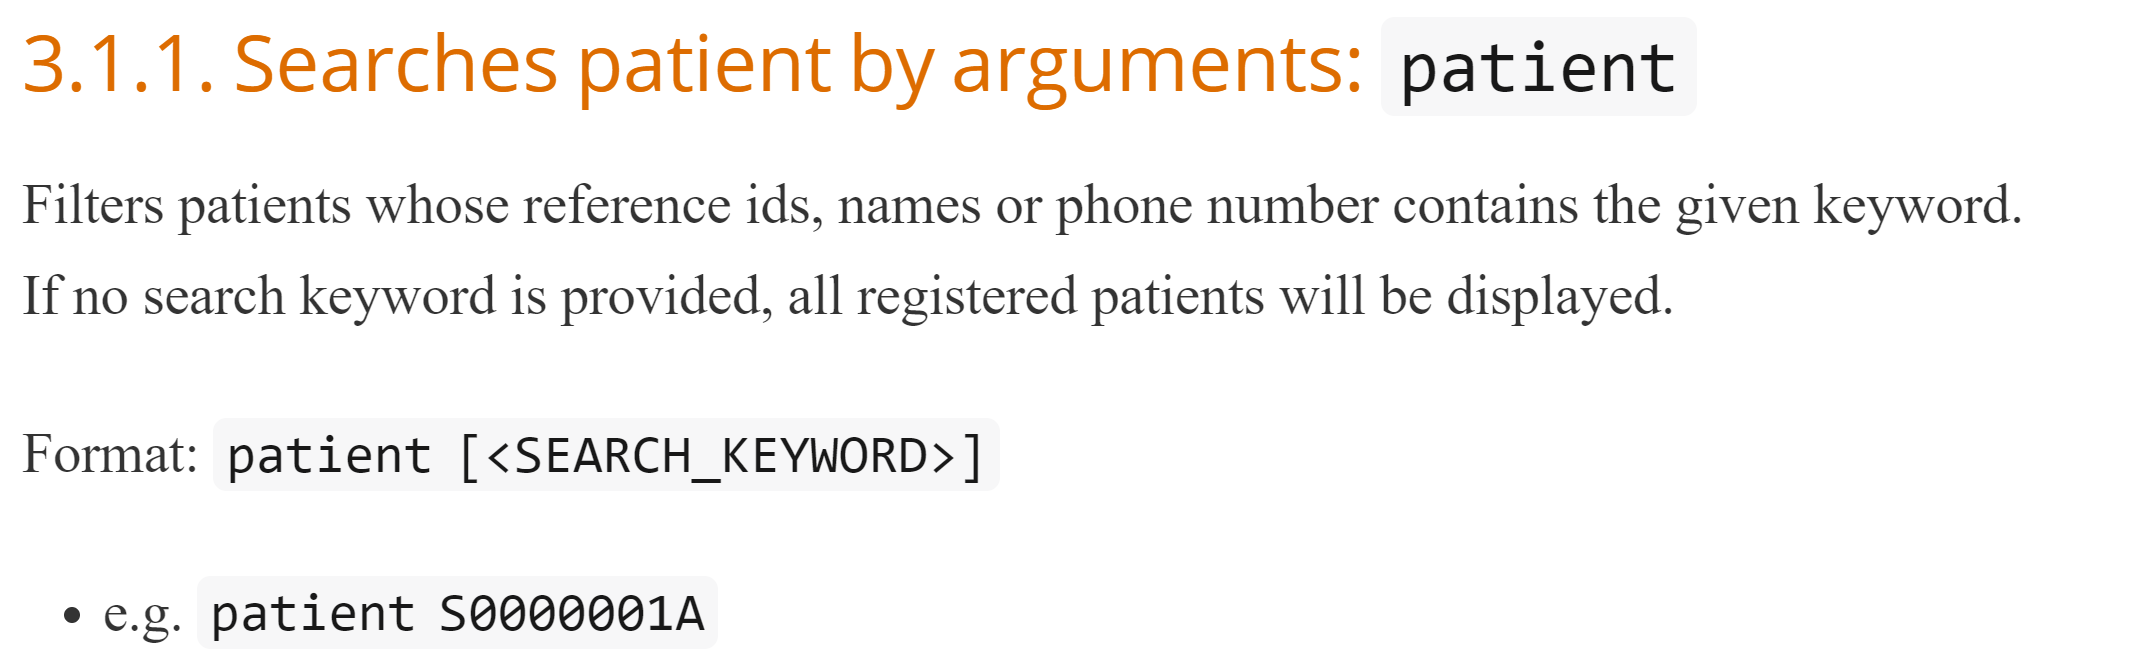 3.1.1. Searches patient by arguments: patient
Filters patients whose reference ids, names or phone number contains the given keyword.
If no search keyword is provided, all registered patients will be displayed.
Format: patient [<SEARCH_KEYWORD>]
• e.g. patient S0000001A